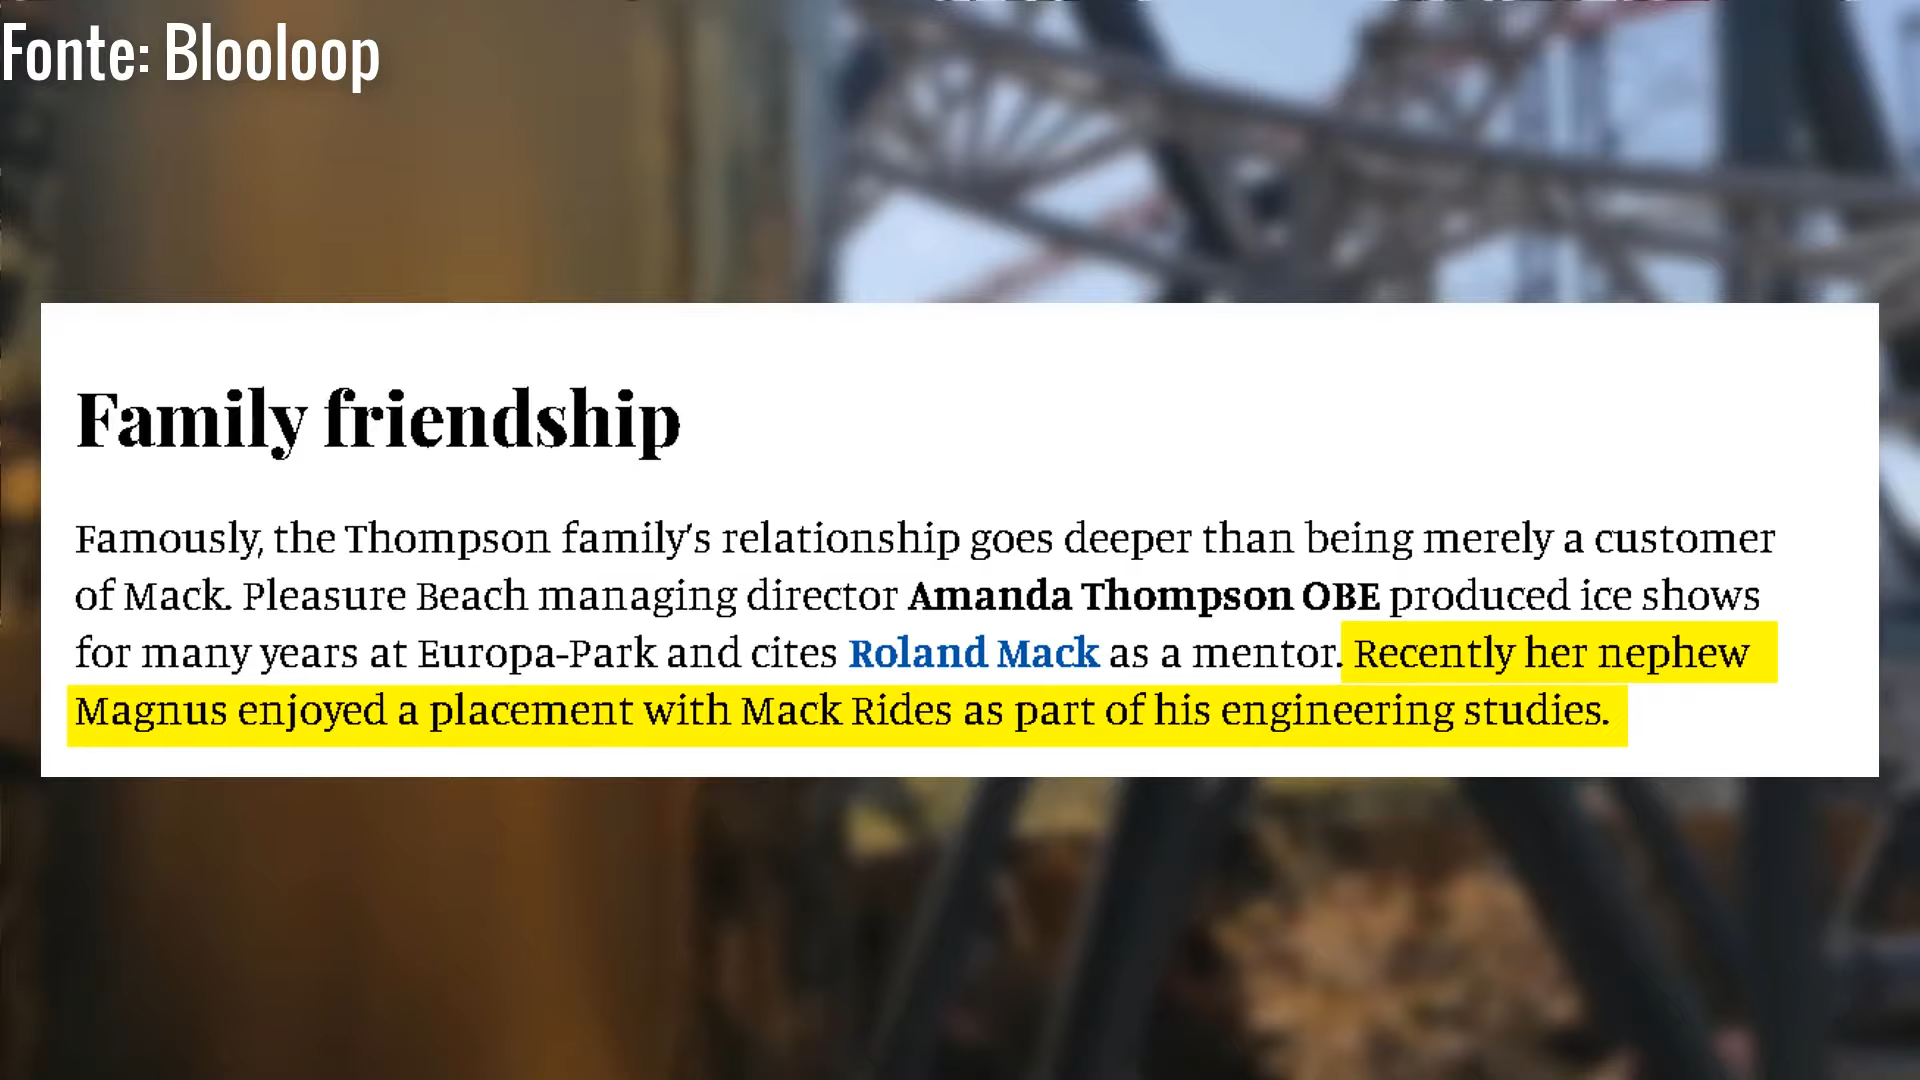 Fonte: Blooloop
Family friendship
Famously, the Thompson family's relationship goes deeper than being merely a customer
of Mack. Pleasure Beach managing director Amanda Thompson OBE produced ice shows
for many years at Europa-Park and cites Roland Mack as a mentor. Recently her nephew
Magnus enjoyed a placement with Mack Rides as part of his engineering studies.